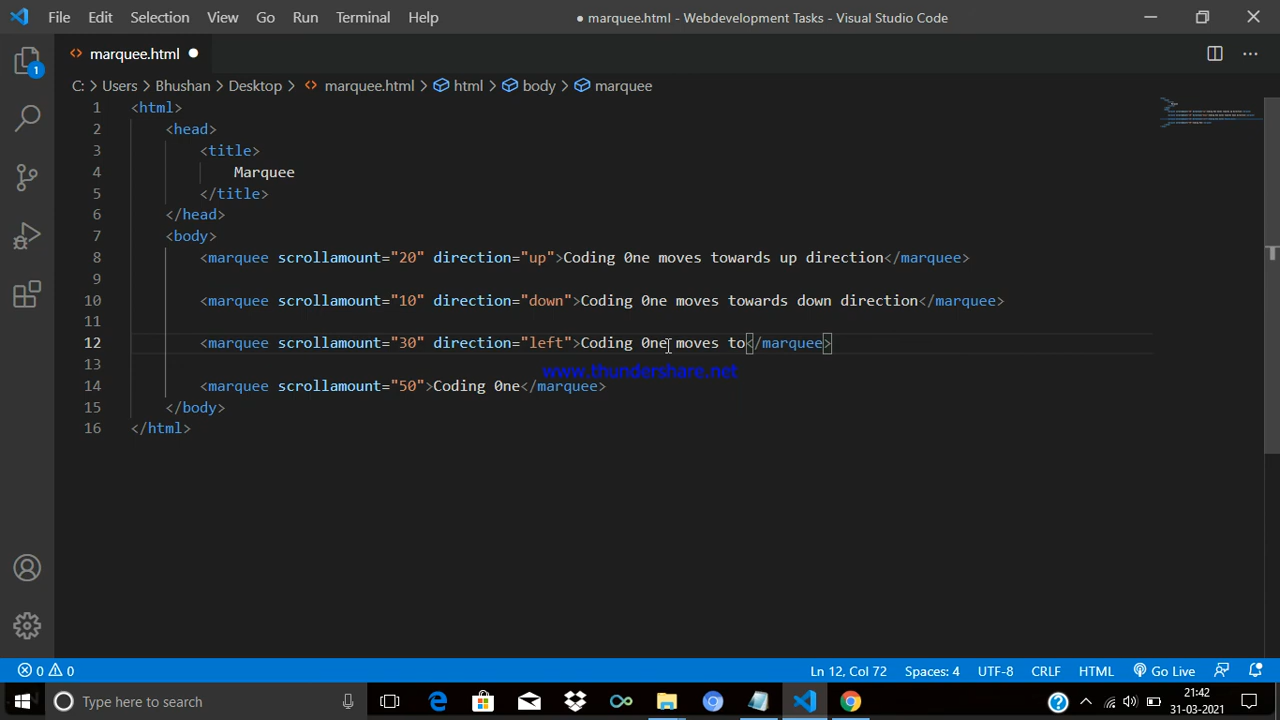 File Edit Selection View Go Run Terminal Help ● marquee.html - Webdevelopment Tasks - Visual Studio Code
<> marquee.html ●
C: > Users > Bhushan > Desktop > <> marquee.html > html > body > marquee
1 <html>
2 <head>
3 <title>
4 Marquee
5 </title>
6 </head>
7 <body>
8 <marquee scrollamount="20" direction="up">Coding 0ne moves towards up direction</marquee>
9
10 <marquee scrollamount="10" direction="down">Coding 0ne moves towards down direction</marquee>
11
12 <marquee scrollamount="30" direction="left">Coding 0ne moves to</marquee>
13
www.thundershare.net
14 <marquee scrollamount="50">Coding 0ne</marquee>
15 </body>
16 </html>
1
0 0 Ln 12, Col 72 Spaces: 4 UTF-8 CRLF HTML Go Live
Type here to search
21:42
31-03-2021